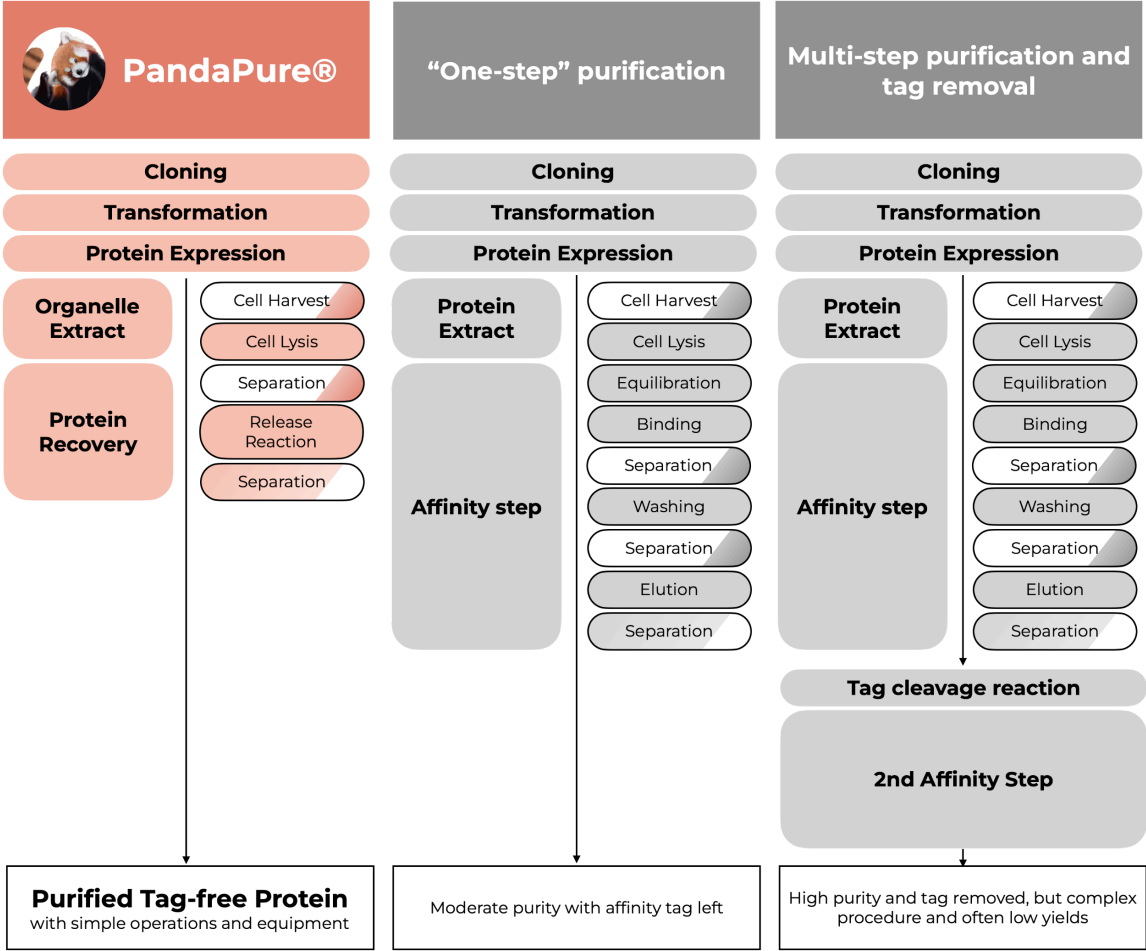 PandaPure®
Cloning
Transformation
Protein Expression
Organelle
Extract
Cell Harvest
Cell Lysis
Protein
Recovery
Separation
Release
Reaction
Separation
Purified Tag-free Protein
with simple operations and equipment
“One-step” purification
Cloning
Transformation
Protein Expression
Protein
Extract
Cell Harvest
Cell Lysis
Affinity step
Equilibration
Binding
Separation
Washing
Separation
Elution
Separation
Moderate purity with affinity tag left
Multi-step purification and
tag removal
Cloning
Transformation
Protein Expression
Protein
Extract
Cell Harvest
Cell Lysis
Affinity step
Equilibration
Binding
Separation
Washing
Separation
Elution
Separation
Tag cleavage reaction
2nd Affinity Step
High purity and tag removed, but complex
procedure and often low yields